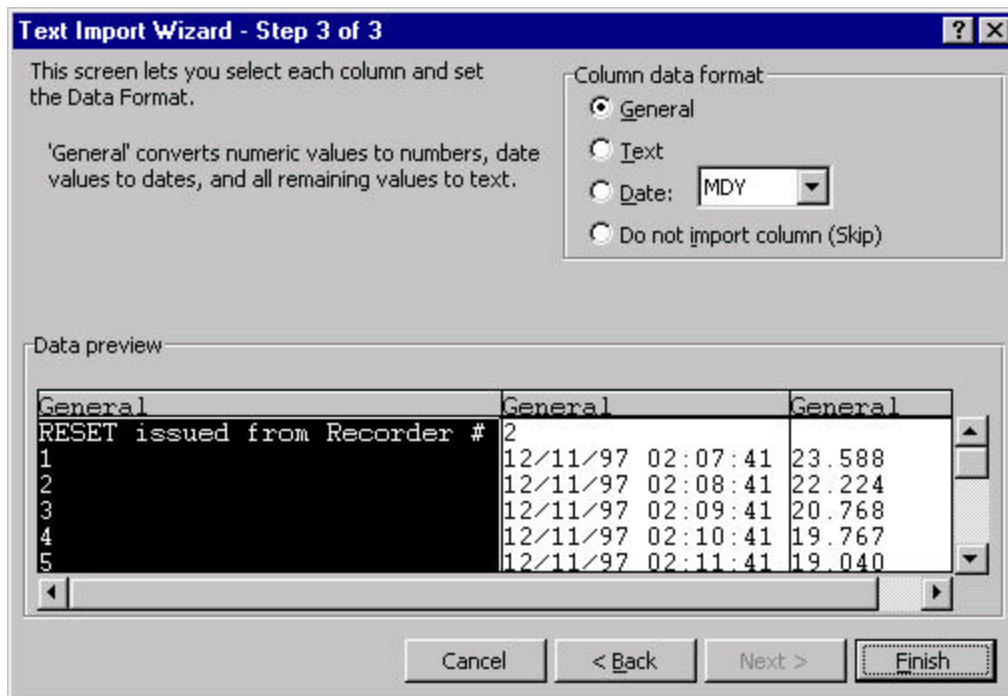 Text Import Wizard - Step 3 of 3
This screen lets you select each column and set
the Data Format.
'General' converts numeric values to numbers, date
values to dates, and all remaining values to text.
Column data format
General
Text
Date: MDY
Do not import column (Skip)
Data preview
General General General
RESET issued from Recorder # 2
1 12/11/97 02:07:41 23.588
2 12/11/97 02:08:41 22.224
3 12/11/97 02:09:41 20.768
4 12/11/97 02:10:41 19.767
5 12/11/97 02:11:41 19.040
Cancel < Back Next > Finish